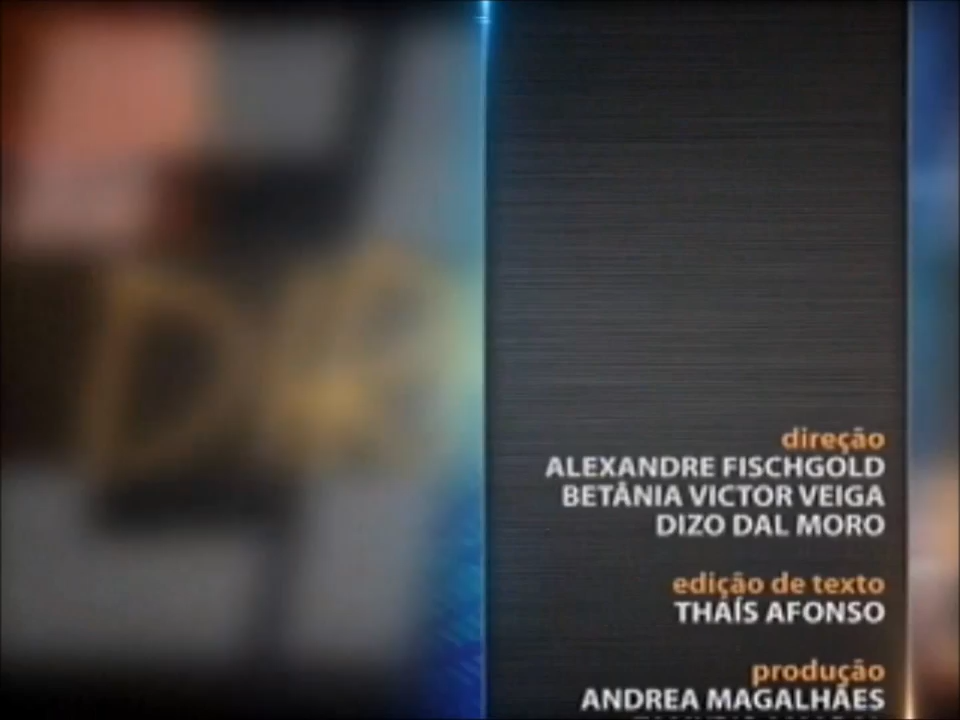 direção
ALEXANDRE FISCHGOLD
BETÂNIA VICTOR VEIGA
DIZO DAL MORO
edição de texto
THAÍS AFONSO
produção
ANDREA MAGALHÃES